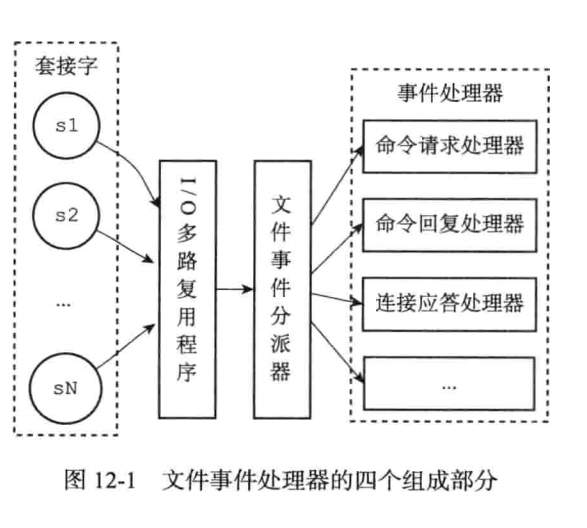 套接字
s1
s2
...
sN
I/O多路复用程序
文件事件分派器
事件处理器
命令请求处理器
命令回复处理器
连接应答处理器
...
图 12-1 文件事件处理器的四个组成部分